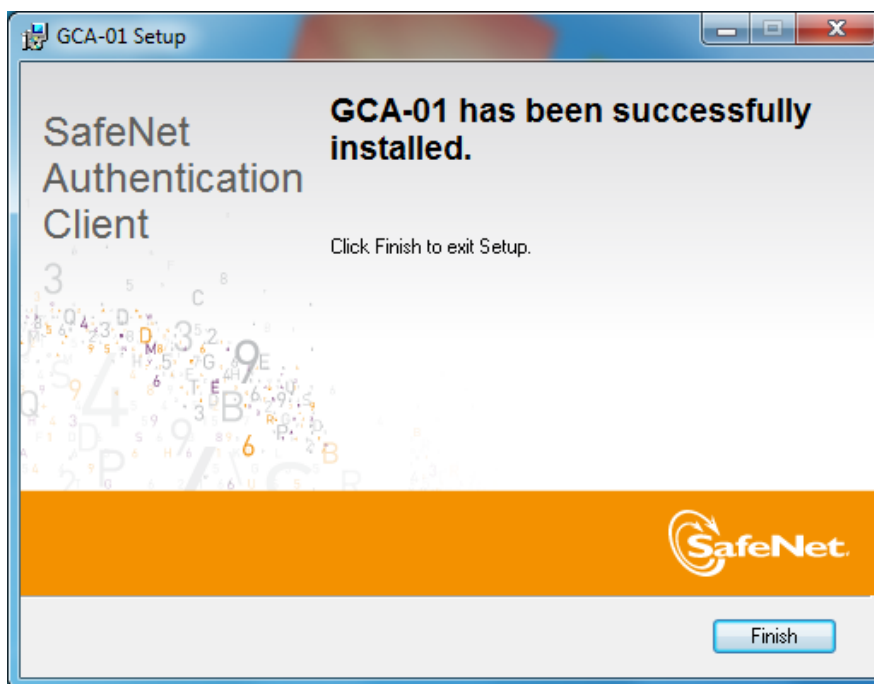 GCA-01 Setup
SafeNet
Authentication
Client
GCA-01 has been successfully
installed.
Click Finish to exit Setup.
SafeNet.
Finish